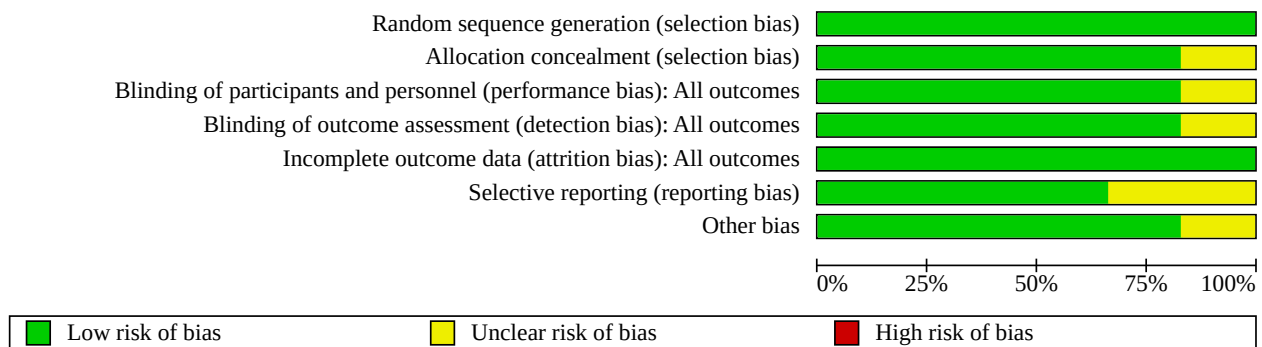 Random sequence generation (selection bias)
Allocation concealment (selection bias)
Blinding of participants and personnel (performance bias): All outcomes
Blinding of outcome assessment (detection bias): All outcomes
Incomplete outcome data (attrition bias): All outcomes
Selective reporting (reporting bias)
Other bias
0% 25% 50% 75% 100%
Low risk of bias Unclear risk of bias High risk of bias